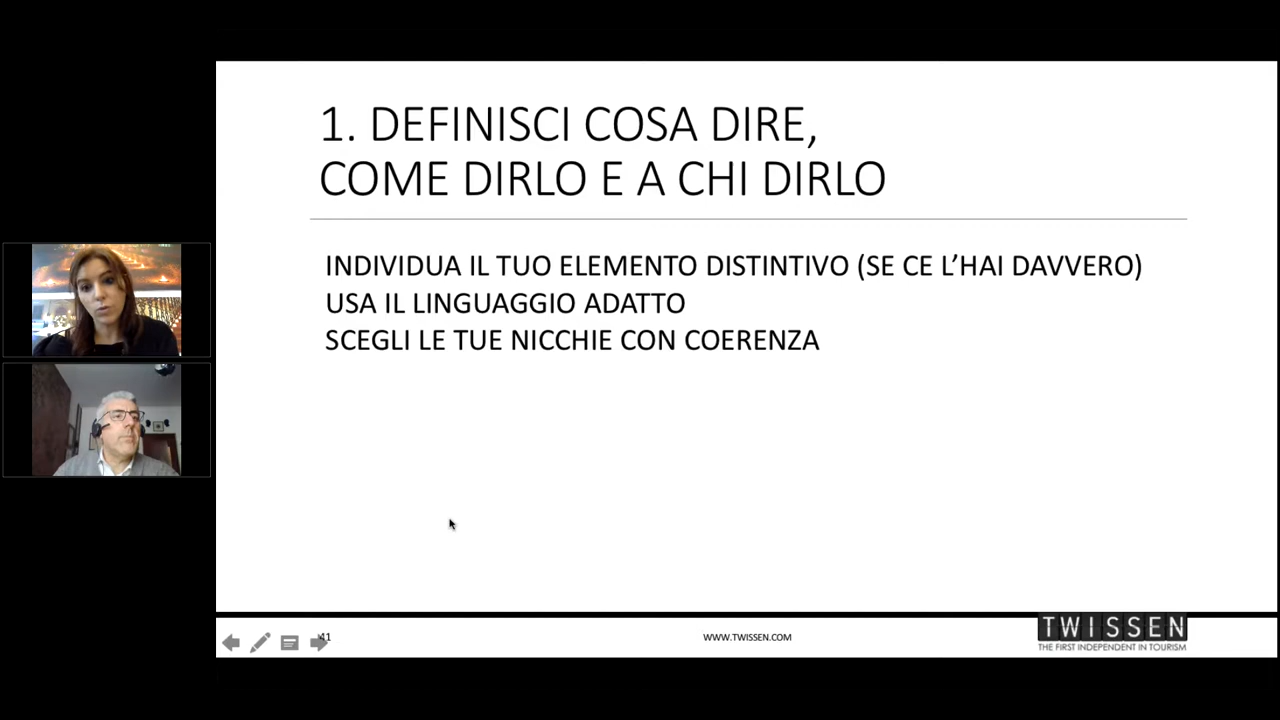 1. DEFINISCI COSA DIRE,
COME DIRLO E A CHI DIRLO
INDIVIDUA IL TUO ELEMENTO DISTINTIVO (SE CE L’HAI DAVVERO)
USA IL LINGUAGGIO ADATTO
SCEGLI LE TUE NICCHIE CON COERENZA
41
WWW.TWISSEN.COM
TWISSEN
THE FIRST INDEPENDENT IN TOURISM